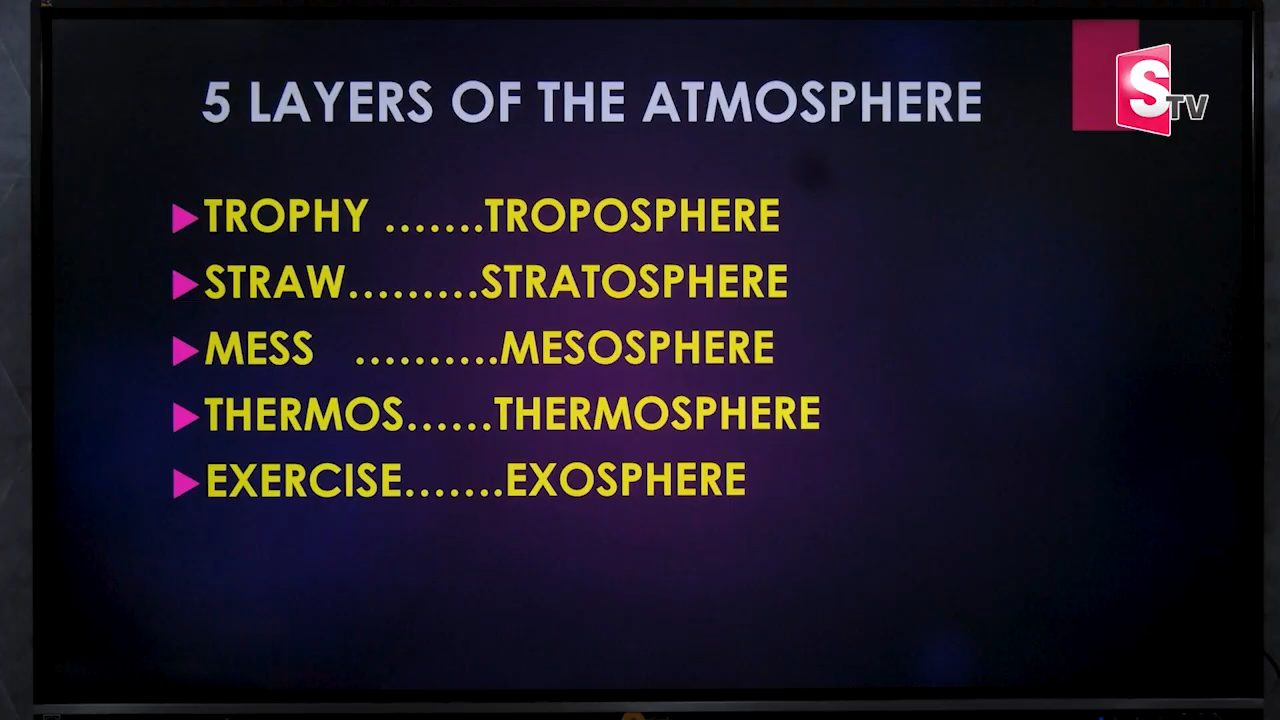 5 LAYERS OF THE ATMOSPHERE
STV
TROPHY .......TROPOSPHERE
STRAW.........STRATOSPHERE
MESS ..........MESOSPHERE
THERMOS......THERMOSPHERE
EXERCISE.......EXOSPHERE